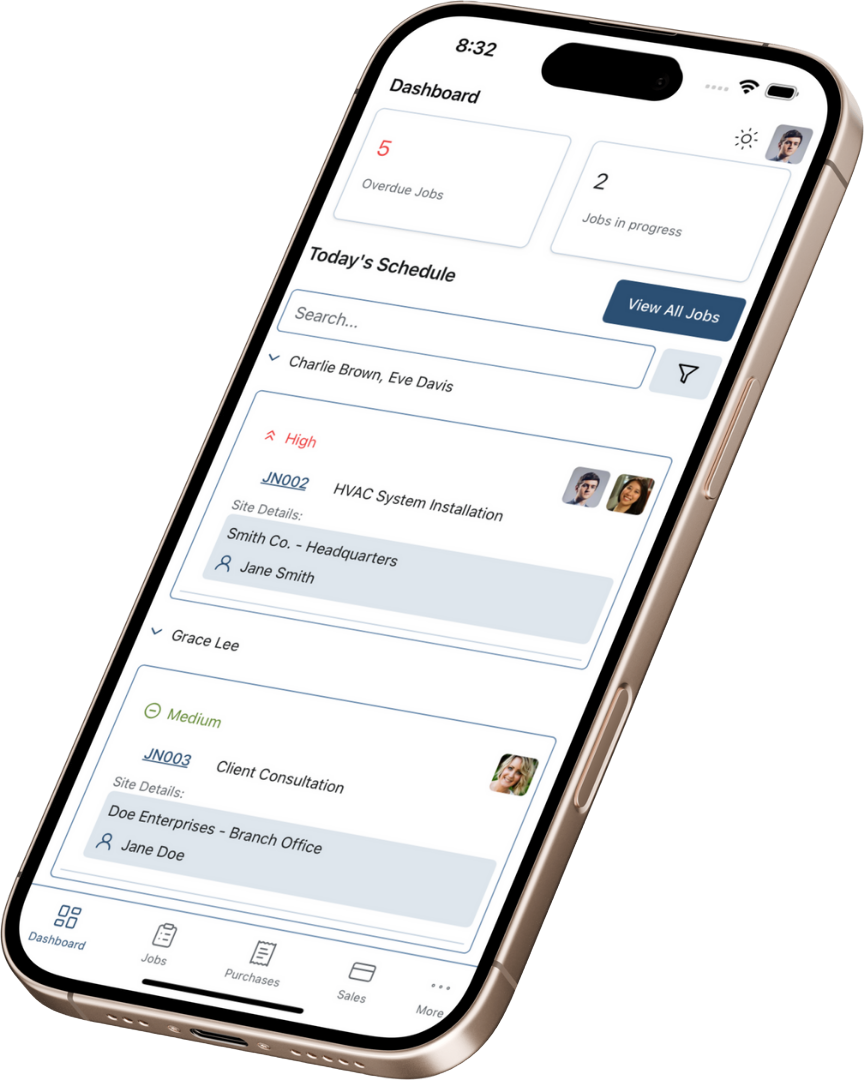 8:32
Dashboard
5
Overdue Jobs
2
Jobs in progress
Today's Schedule
View All Jobs
Search...
Charlie Brown, Eve Davis
High
JN002 HVAC System Installation
Site Details:
Smith Co. - Headquarters
Jane Smith
Grace Lee
Medium
JN003 Client Consultation
Site Details:
Doe Enterprises - Branch Office
Jane Doe
Dashboard
Jobs
Purchases
Sales
More